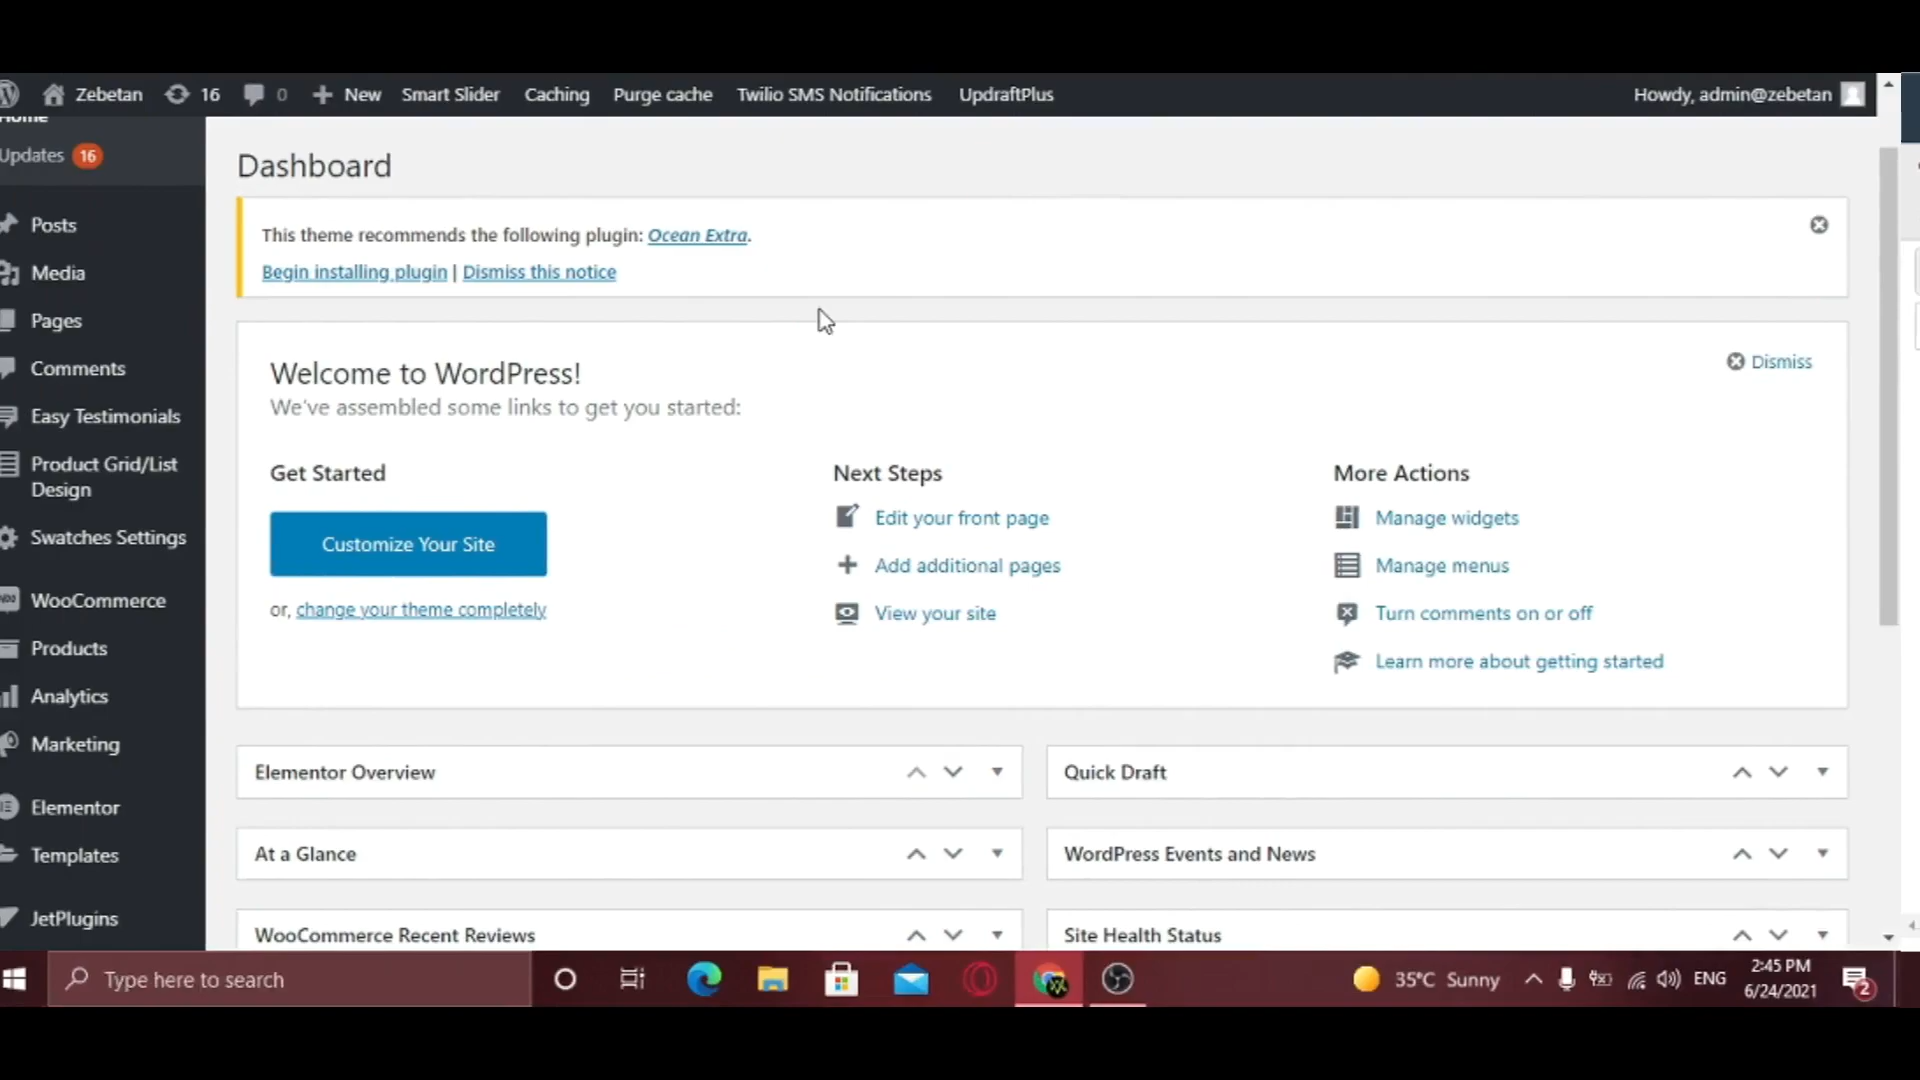 Zebetan 16 0 New Smart Slider Caching Purge cache Twilio SMS Notifications UpdraftPlus Howdy, admin@zebetan
Home
Updates 16
Posts
Media
Pages
Comments
Easy Testimonials
Product Grid/List
Design
Swatches Settings
WooCommerce
Products
Analytics
Marketing
Elementor
Templates
JetPlugins
Dashboard
This theme recommends the following plugin: Ocean Extra.
Begin installing plugin | Dismiss this notice
Welcome to WordPress!
Dismiss
We've assembled some links to get you started:
Get Started
Customize Your Site
or, change your theme completely
Next Steps
Edit your front page
Add additional pages
View your site
More Actions
Manage widgets
Manage menus
Turn comments on or off
Learn more about getting started
Elementor Overview
Quick Draft
At a Glance
WordPress Events and News
WooCommerce Recent Reviews
Site Health Status
Type here to search
35°C Sunny
ENG
2:45 PM
6/24/2021
2